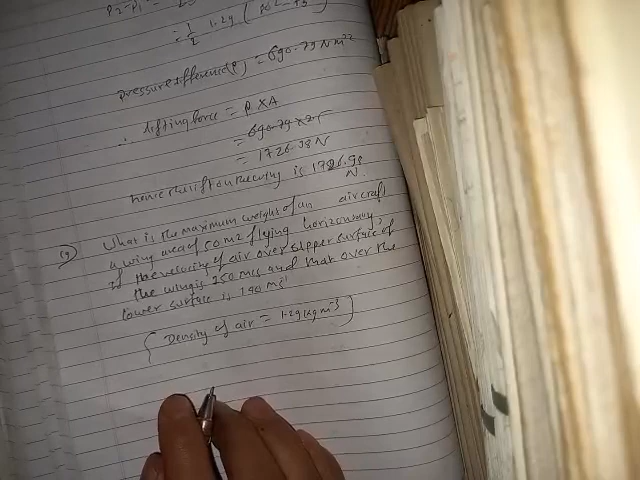 P2-P1 =
= 1/2 1.29 (
pressure difference(P) = 690.79 Nm-2
∴ lifting force = P X A
= 690.79 x 2.5
= 1726.98 N
hence the lift on the wing is 1726.98 N.
(9) What is the maximum weight of an aircraft
a wing area of 50 m2 flying horizontally,
If the velocity of air over upper surface of
the wing is 250 m/s and that over the
lower surface is 190 ms-1
( Density of air = 1.29 kg m-3 )